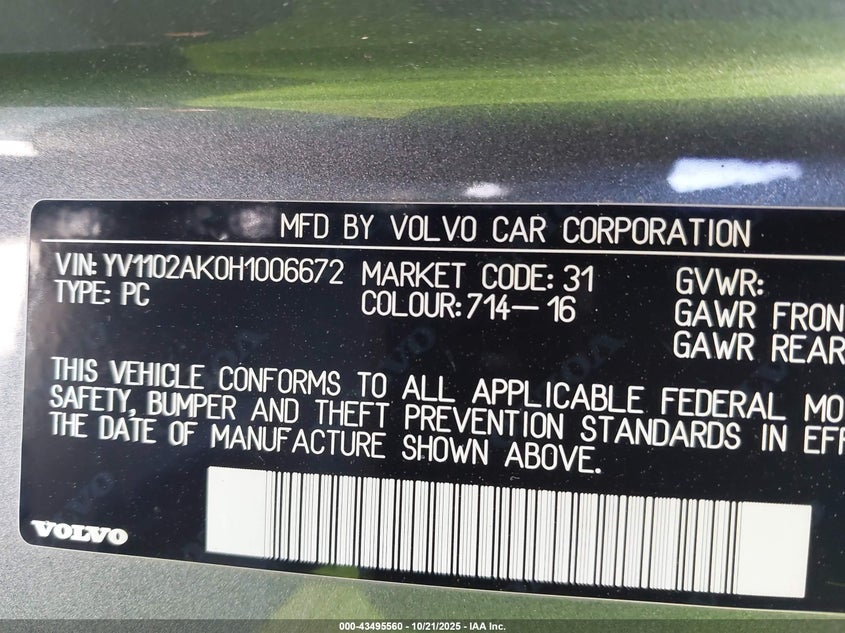 MFD BY VOLVO CAR CORPORATION
VIN: YV1102AK0H1006672 MARKET CODE: 31 GVWR:
TYPE: PC COLOUR: 714-16 GAWR FRON
GAWR REAR
THIS VEHICLE CONFORMS TO ALL APPLICABLE FEDERAL MO
SAFETY, BUMPER AND THEFT PREVENTION STANDARDS IN EFF
THE DATE OF MANUFACTURE SHOWN ABOVE.
VOLVO
000-43495560 - 10/21/2025 - IAA Inc.